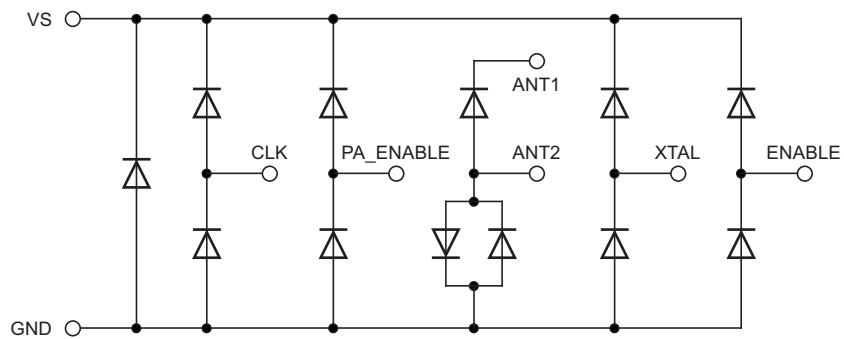 VS
ANT1
CLK
PA_ENABLE
ANT2
XTAL
ENABLE
GND